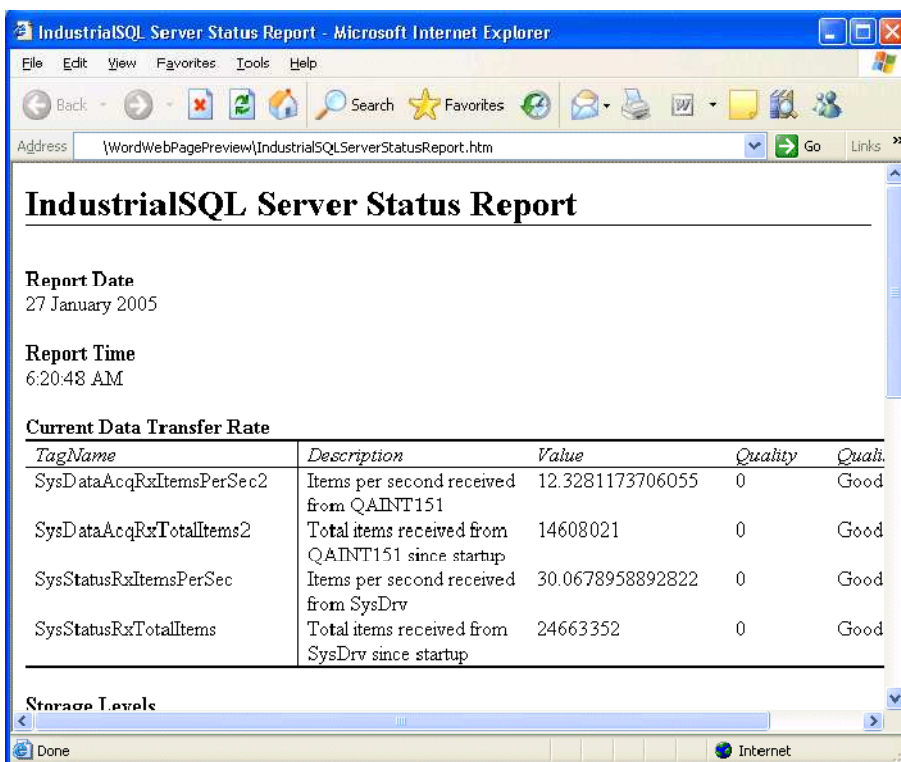 IndustrialSQL Server Status Report - Microsoft Internet Explorer
File Edit View Favorites Tools Help
Back Search Favorites
Address \WordWebPagePreview\IndustrialSQLServerStatusReport.htm Go Links »
IndustrialSQL Server Status Report
Report Date
27 January 2005
Report Time
6:20:48 AM
Current Data Transfer Rate
TagName Description Value Quality Quali.
SysDataAcqRxItemsPerSec2 Items per second received 12.3281173706055 0 Good
from QAINT151
SysDataAcqRxTotalItems2 Total items received from 14608021 0 Good
QAINT151 since startup
SysStatusRxItemsPerSec Items per second received 30.0678958892822 0 Good
from SysDrv
SysStatusRxTotalItems Total items received from 24663352 0 Good
SysDrv since startup
Storage Levels
Done Internet